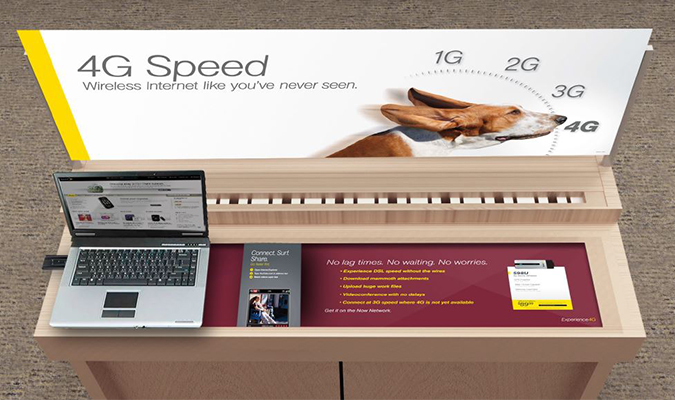 4G Speed
Wireless Internet like you've never seen.
1G
2G
3G
4G
Connect. Surf.
Share.
No lag times. No waiting. No worries.
• Experience DSL speed without the wires
• Download mammoth attachments
• Upload huge work files
• Videoconference with no delays
• Connect at 3G speed where 4G is not yet available
Get it on the Now Network.
Experience4G